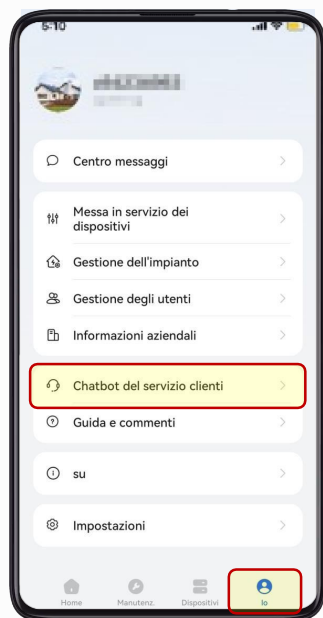 5:10
Centro messaggi
Messa in servizio dei
dispositivi
Gestione dell'impianto
Gestione degli utenti
Informazioni aziendali
Chatbot del servizio clienti
Guida e commenti
su
Impostazioni
Home Manutenz. Dispositivi Io